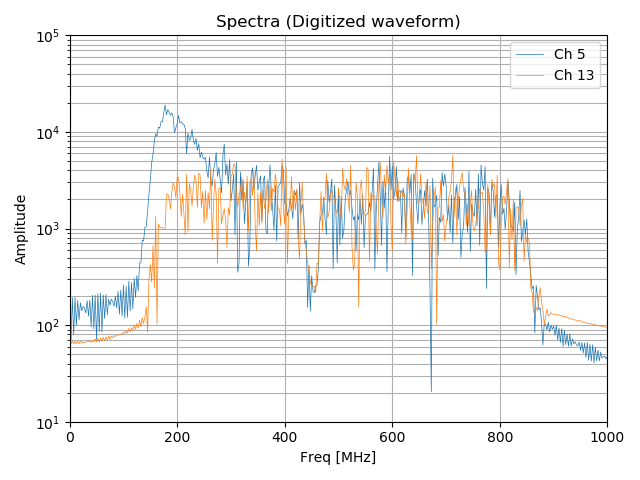 Spectra (Digitized waveform)
Ch 5
Ch 13
Amplitude
10^5
10^4
10^3
10^2
10^1
0 200 400 600 800 1000
Freq [MHz]